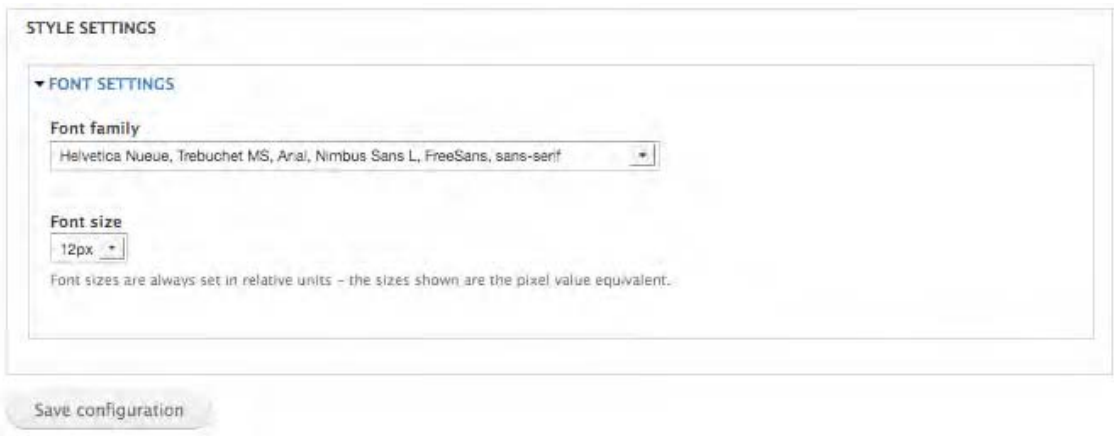 STYLE SETTINGS
FONT SETTINGS
Font family
Helvetica Nueue, Trebuchet MS, Arial, Nimbus Sans L, FreeSans, sans-serif
Font size
12px
Font sizes are always set in relative units – the sizes shown are the pixel value equivalent.
Save configuration